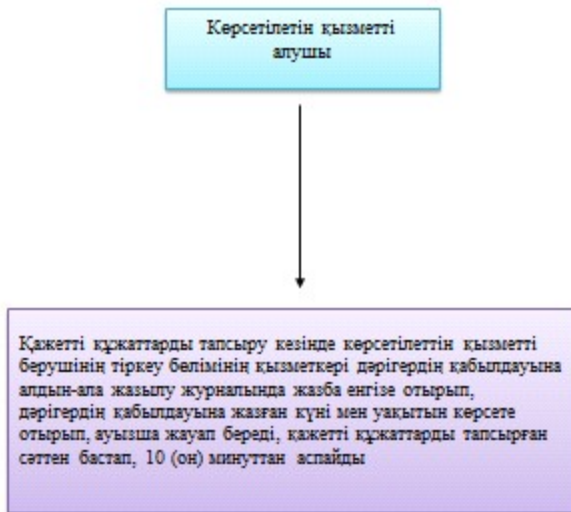 Көрсетілетін қызметті
алушы
Қажетті құжаттарды тапсыру кезінде көрсетілеттін қызметті
берушінің тіркеу бөлімінің қызметкері дәрігердің қабылдауына
алдын-ала жазылу журналында жазба енгізе отырып,
дәрігердің қабылдауына жазған күні мен уақытын көрсете
отырып, ауызша жауап береді, қажетті құжаттарды тапсырған
сәттен бастап, 10 (он) минуттан аспайды